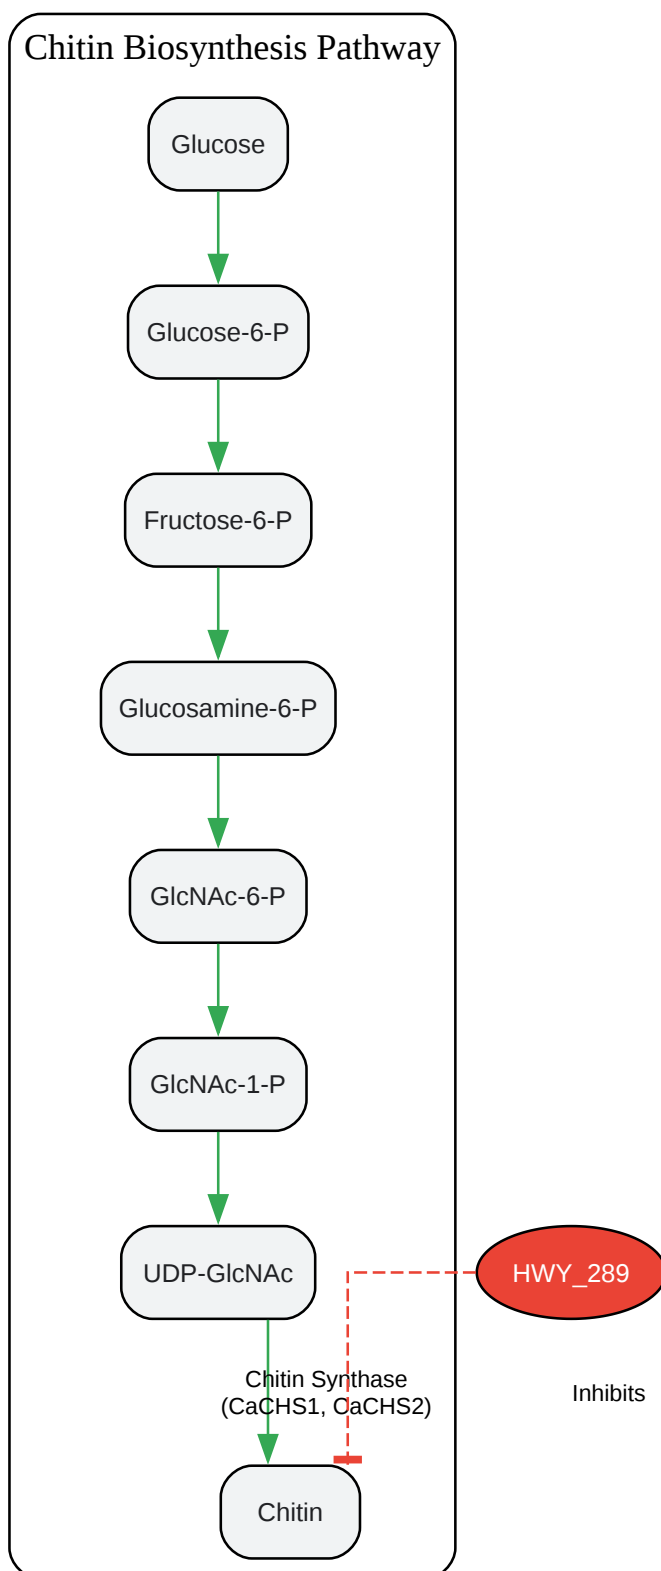 Chitin Biosynthesis Pathway
Glucose
Glucose-6-P
Fructose-6-P
Glucosamine-6-P
GlcNAc-6-P
GlcNAc-1-P
UDP-GlcNAc
HWY_289
Chitin Synthase
(CaCHS1, CaCHS2)
Inhibits
Chitin